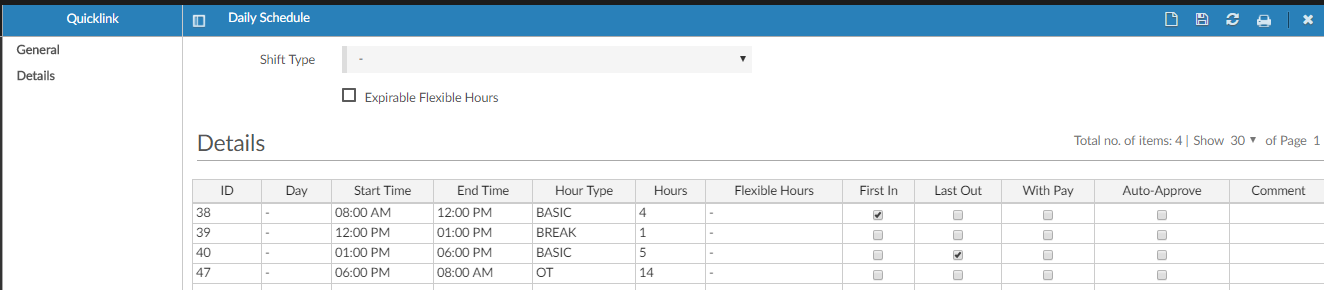 Quicklink
Daily Schedule
General
Details
Shift Type -
Expirable Flexible Hours
Details
Total no. of items: 4 | Show 30 of Page 1
ID Day Start Time End Time Hour Type Hours Flexible Hours First In Last Out With Pay Auto-Approve Comment
38 - 08:00 AM 12:00 PM BASIC 4 -
39 - 12:00 PM 01:00 PM BREAK 1 -
40 - 01:00 PM 06:00 PM BASIC 5 -
47 - 06:00 PM 08:00 AM OT 14 -